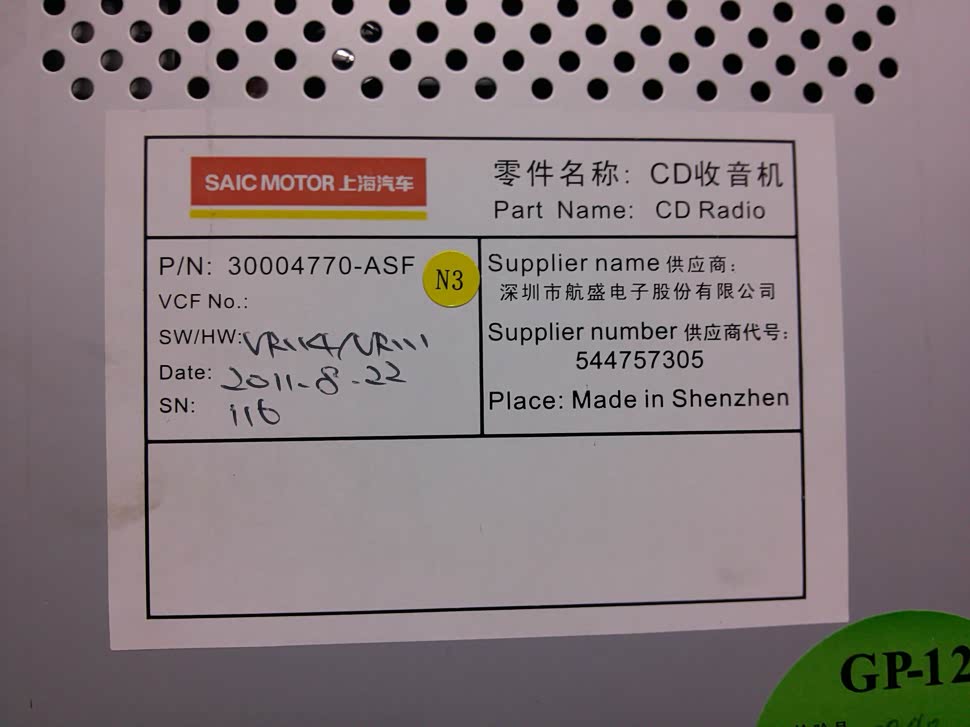 SAIC MOTOR 上海汽车
零件名称: CD收音机
Part Name: CD Radio
P/N: 30004770-ASF
N3
VCF No.:
SW/HW: VR114/VR111
Date: 2011-8-22
SN: 116
Supplier name 供应商:
深圳市航盛电子股份有限公司
Supplier number 供应商代号:
544757305
Place: Made in Shenzhen
GP-12